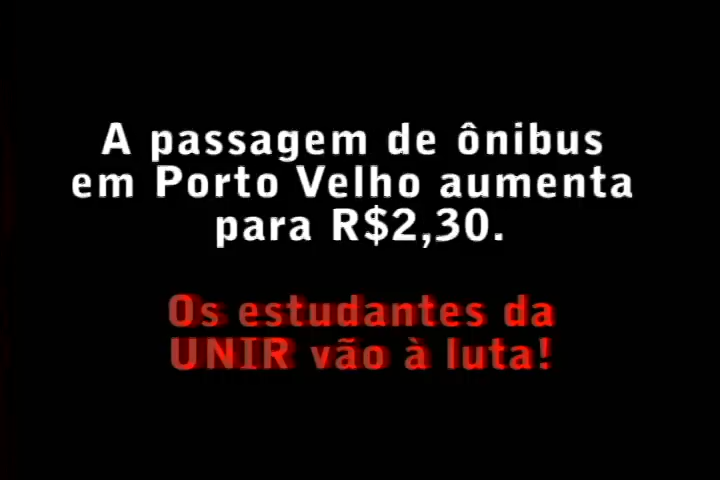 A passagem de ônibus
em Porto Velho aumenta
para R$2,30.
Os estudantes da
UNIR vão à luta!